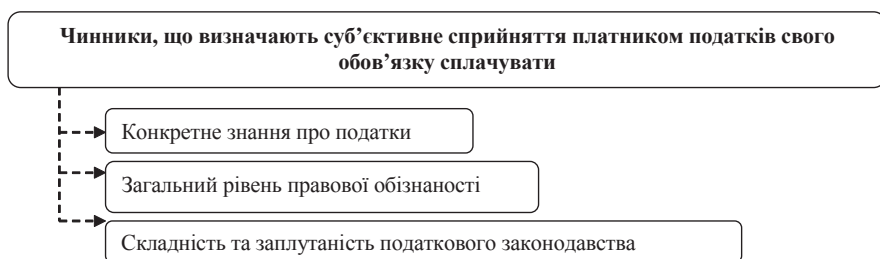 Чинники, що визначають суб’єктивне сприйняття платником податків свого
обов’язку сплачувати
Конкретне знання про податки
Загальний рівень правової обізнаності
Складність та заплутаність податкового законодавства